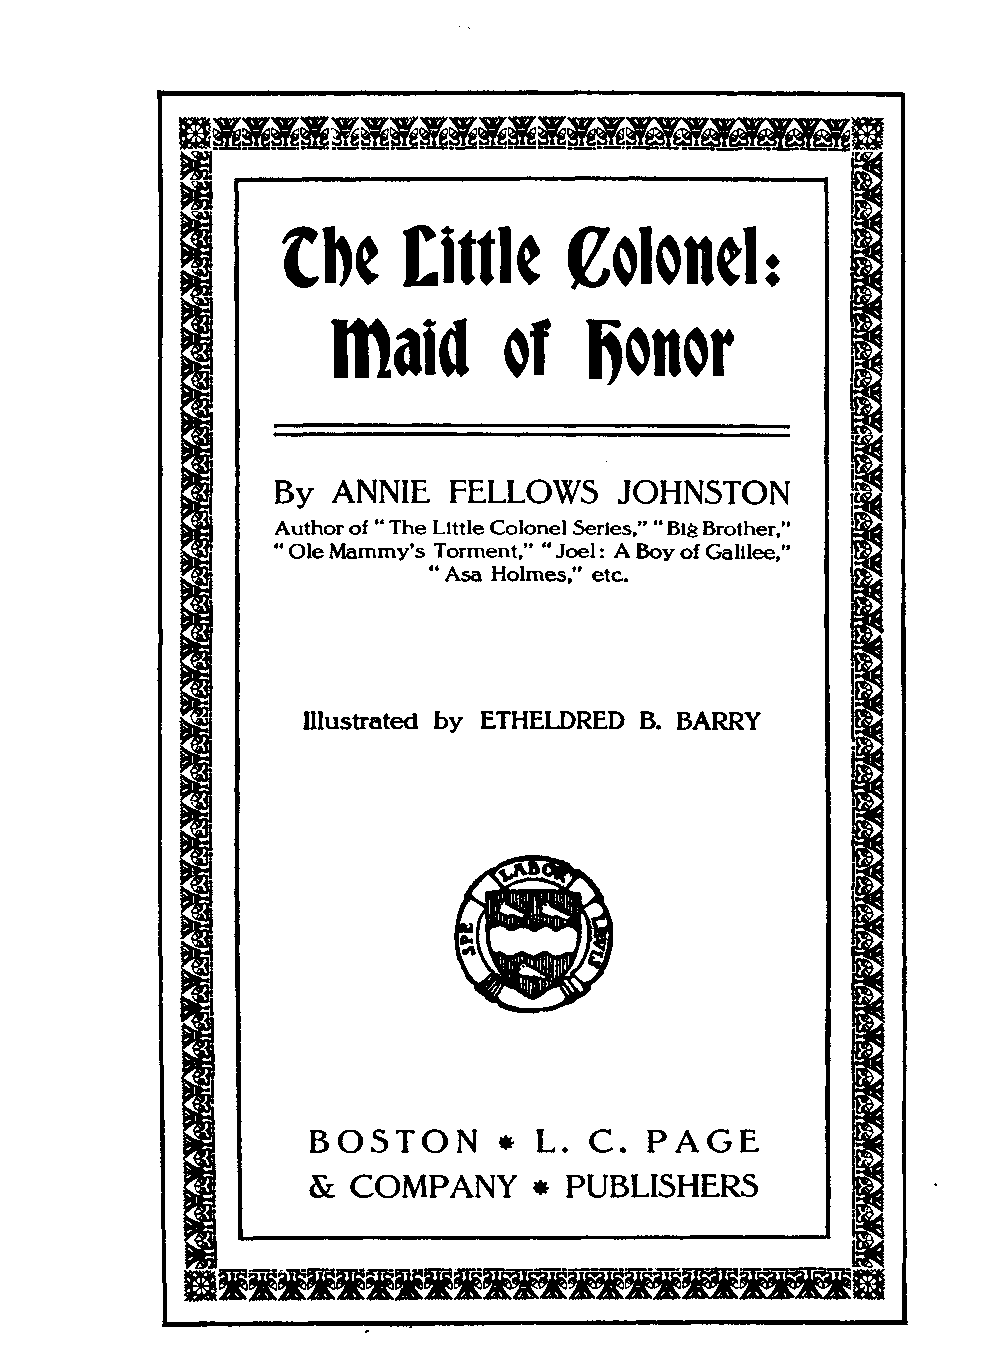 The Little Colonel:
Maid of Honor
By ANNIE FELLOWS JOHNSTON
Author of “The Little Colonel Series,” “Big Brother,”
“Ole Mammy's Torment,” “Joel: A Boy of Galilee,”
“Asa Holmes,” etc.
Illustrated by ETHELDRED B. BARRY
SPE LABOR LEVIS
BOSTON * L. C. PAGE
& COMPANY * PUBLISHERS